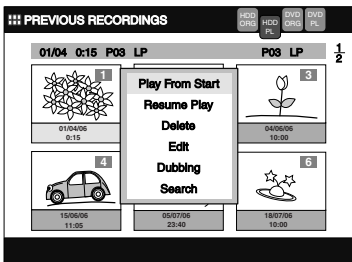 PREVIOUS RECORDINGS
HDD ORG
HDD PL
DVD ORG
DVD PL
01/04 0:15 P03 LP
P03 LP
1/2
1
01/04/06
0:15
Play From Start
Resume Play
Delete
Edit
Dubbing
Search
3
04/06/06
10:00
4
15/06/06
11:05
05/07/06
23:40
6
18/07/06
10:00